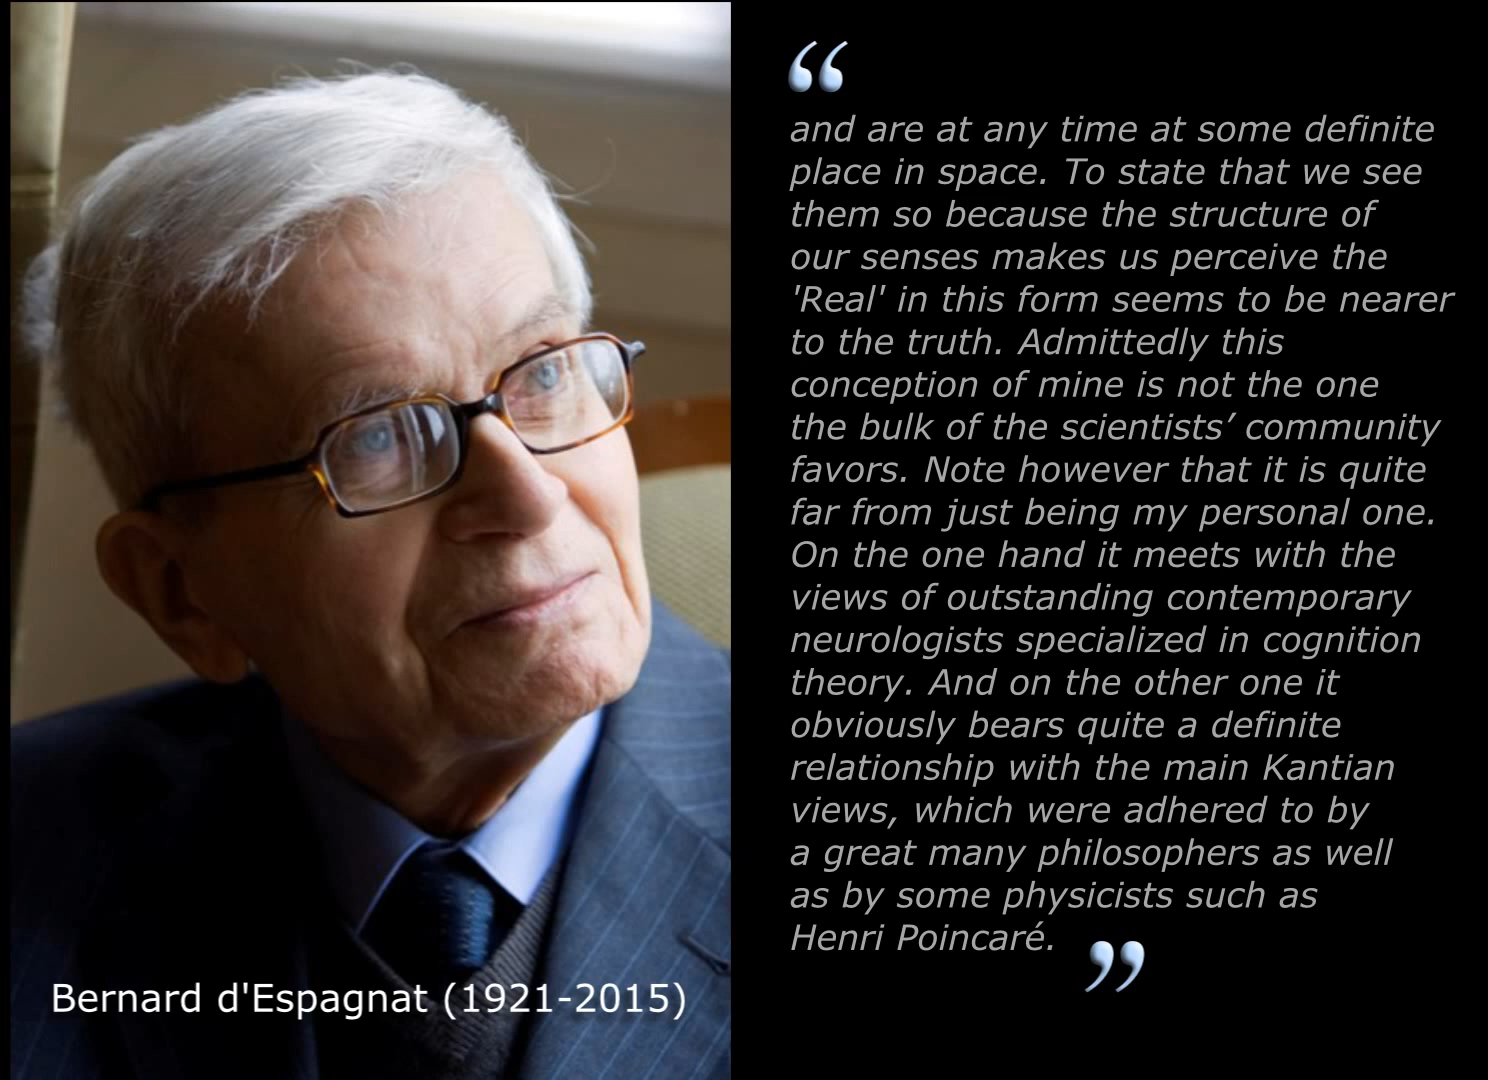 “
and are at any time at some definite
place in space. To state that we see
them so because the structure of
our senses makes us perceive the
'Real' in this form seems to be nearer
to the truth. Admittedly this
conception of mine is not the one
the bulk of the scientists’ community
favors. Note however that it is quite
far from just being my personal one.
On the one hand it meets with the
views of outstanding contemporary
neurologists specialized in cognition
theory. And on the other one it
obviously bears quite a definite
relationship with the main Kantian
views, which were adhered to by
a great many philosophers as well
as by some physicists such as
Henri Poincaré.
”
Bernard d'Espagnat (1921-2015)